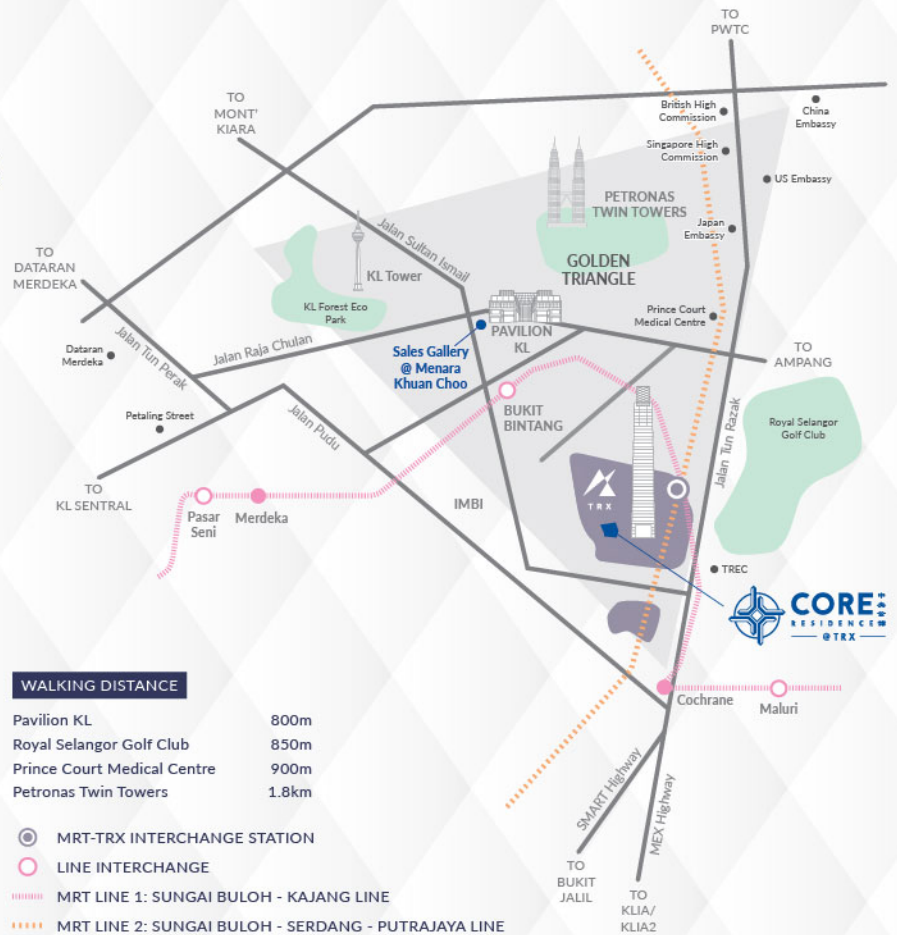 TO
PWTC
TO
MONT'
KIARA
British High
Commission
China
Embassy
Singapore High
Commission
US Embassy
PETRONAS
TWIN TOWERS
Japan
Embassy
Jalan Sultan Ismail
TO
DATARAN
MERDEKA
GOLDEN
TRIANGLE
KL Tower
KL Forest Eco
Park
Prince Court
Medical Centre
PAVILION
KL
Jalan Tun Perak
Jalan Raja Chulan
Sales Gallery
@ Menara
Khuan Choo
TO
AMPANG
Dataran
Merdeka
BUKIT
BINTANG
Petaling Street
Jalan Pudu
Royal Selangor
Golf Club
Jalan Tun Razak
TO
KL SENTRAL
TRX
IMBI
Pasar
Seni
Merdeka
TREC
CORE
RESIDENCE
@TRX
Cochrane
Maluri
WALKING DISTANCE
Pavilion KL 800m
Royal Selangor Golf Club 850m
Prince Court Medical Centre 900m
Petronas Twin Towers 1.8km
SMART Highway
MEX Highway
MRT-TRX INTERCHANGE STATION
LINE INTERCHANGE
MRT LINE 1: SUNGAI BULOH - KAJANG LINE
MRT LINE 2: SUNGAI BULOH - SERDANG - PUTRAJAYA LINE
TO
BUKIT
JALIL
TO
KLIA/
KLIA2